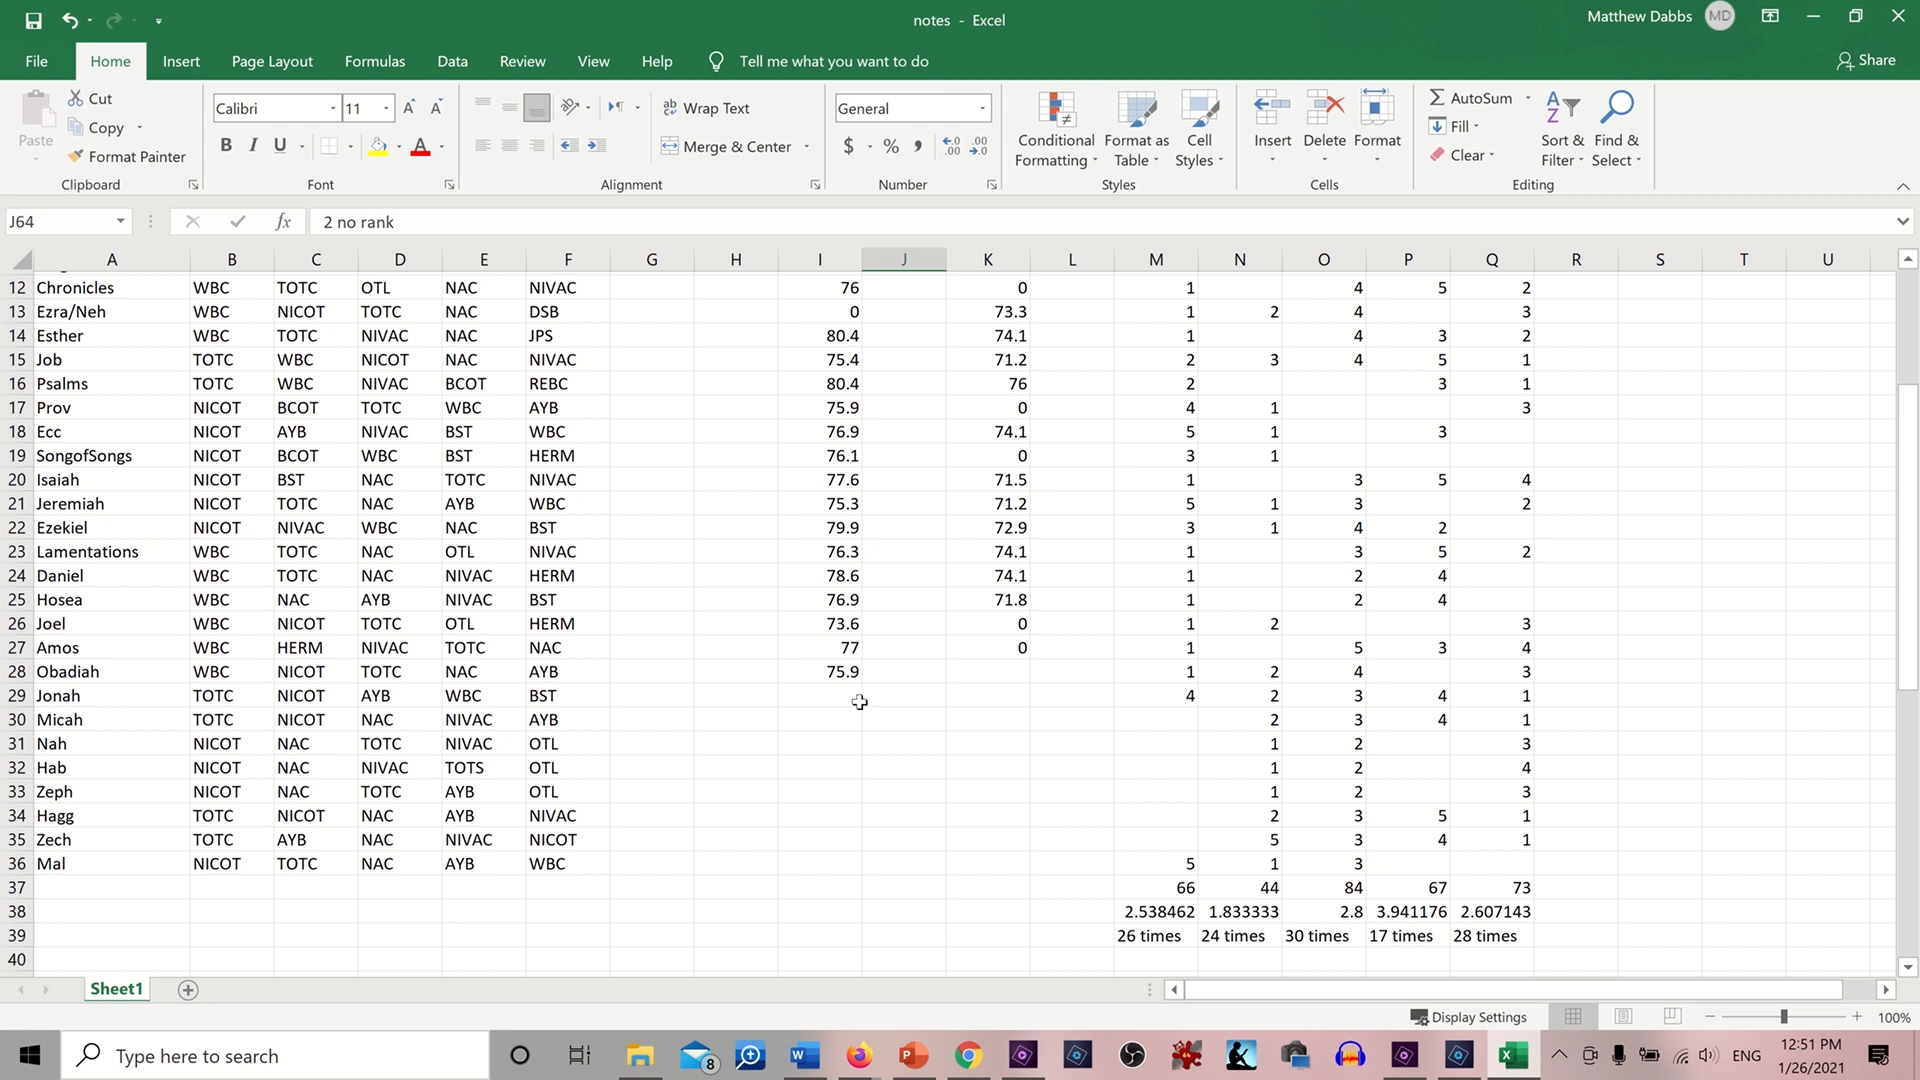 notes - Excel
Matthew Dabbs MD
File Home Insert Page Layout Formulas Data Review View Help Tell me what you want to do Share
Paste
Cut
Copy
Format Painter
Clipboard
Calibri 11 A A
B I U A
Font
Wrap Text
Merge & Center
Alignment
General
$ % , .0 .00 .00 .0
Number
Conditional Formatting
Format as Table
Cell Styles
Styles
Insert Delete Format
Cells
AutoSum
Fill
Clear
Sort & Filter
Find & Select
Editing
J64 fx 2 no rank
A B C D E F G H I J K L M N O P Q R S T U
12 Chronicles WBC TOTC OTL NAC NIVAC 76 0 1 4 5 2
13 Ezra/Neh WBC NICOT TOTC NAC DSB 0 73.3 1 2 4 3
14 Esther WBC TOTC NIVAC NAC JPS 80.4 74.1 1 4 3 2
15 Job TOTC WBC NICOT NAC NIVAC 75.4 71.2 2 3 4 5 1
16 Psalms TOTC WBC NIVAC BCOT REBC 80.4 76 2 3 1
17 Prov NICOT BCOT TOTC WBC AYB 75.9 0 4 1 3
18 Ecc NICOT AYB NIVAC BST WBC 76.9 74.1 5 1 3
19 SongofSongs NICOT BCOT WBC BST HERM 76.1 0 3 1
20 Isaiah NICOT BST NAC TOTC NIVAC 77.6 71.5 1 3 5 4
21 Jeremiah NICOT TOTC NAC AYB WBC 75.3 71.2 5 1 3 2
22 Ezekiel NICOT NIVAC WBC NAC BST 79.9 72.9 3 1 4 2
23 Lamentations WBC TOTC NAC OTL NIVAC 76.3 74.1 1 3 5 2
24 Daniel WBC TOTC NAC NIVAC HERM 78.6 74.1 1 2 4
25 Hosea WBC NAC AYB NIVAC BST 76.9 71.8 1 2 4
26 Joel WBC NICOT TOTC OTL HERM 73.6 0 1 2 3
27 Amos WBC HERM NIVAC TOTC NAC 77 0 1 5 3 4
28 Obadiah WBC NICOT TOTC NAC AYB 75.9 1 2 4 3
29 Jonah TOTC NICOT AYB WBC BST 4 2 3 4 1
30 Micah TOTC NICOT NAC NIVAC AYB 2 3 4 1
31 Nah NICOT NAC TOTC NIVAC OTL 1 2 3
32 Hab NICOT NAC NIVAC TOTS OTL 1 2 4
33 Zeph NICOT NAC TOTC AYB OTL 1 2 3
34 Hagg TOTC NICOT NAC AYB NIVAC 2 3 5 1
35 Zech TOTC AYB NAC NIVAC NICOT 5 3 4 1
36 Mal NICOT TOTC NAC AYB WBC 5 1 3
37 66 44 84 67 73
38 2.538462 1.833333 2.8 3.941176 2.607143
39 26 times 24 times 30 times 17 times 28 times
40
Sheet1
Display Settings 100%
Type here to search
8
ENG
12:51 PM
1/26/2021